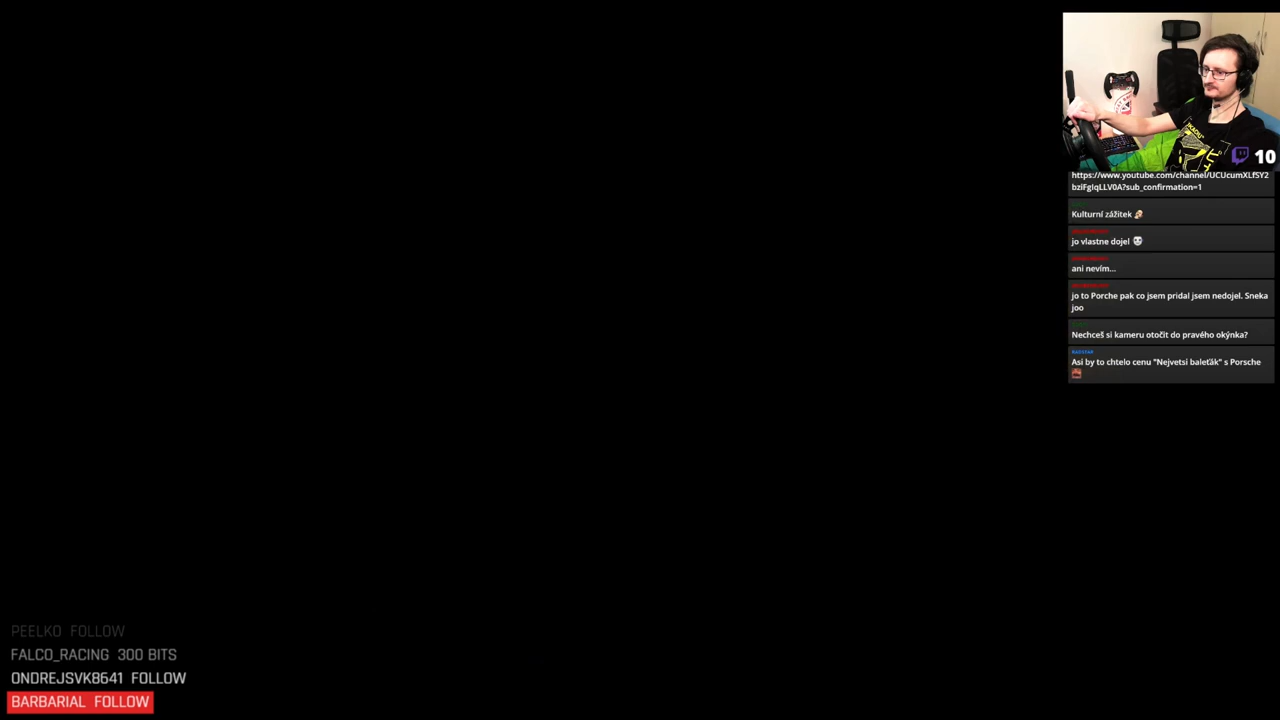 10
https://www.youtube.com/channel/UCUcumXLfSY2
bziFgIqLLV0A?sub_confirmation=1
Kulturní zážitek
jo vlastne dojel
ani nevím...
jo to Porche pak co jsem pridal jsem nedojel. Sneka
joo
Nechceš si kameru otočit do pravého okýnka?
RADSTAR
Asi by to chtelo cenu "Nejvetsi baleťák" s Porsche
PEELKO FOLLOW
FALCO_RACING 300 BITS
ONDREJSVK8641 FOLLOW
BARBARIAL FOLLOW